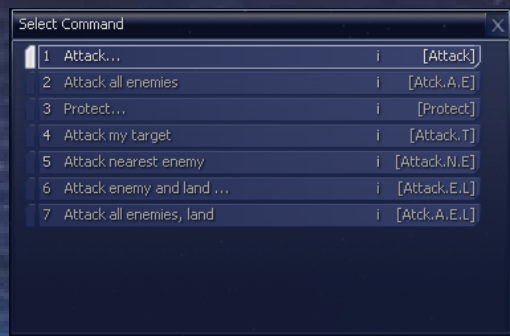 Select Command X
1 Attack... i [Attack]
2 Attack all enemies i [Atck.A.E]
3 Protect... i [Protect]
4 Attack my target i [Attack.T]
5 Attack nearest enemy i [Attack.N.E]
6 Attack enemy and land ... i [Attack.E.L]
7 Attack all enemies, land i [Atck.A.E.L]